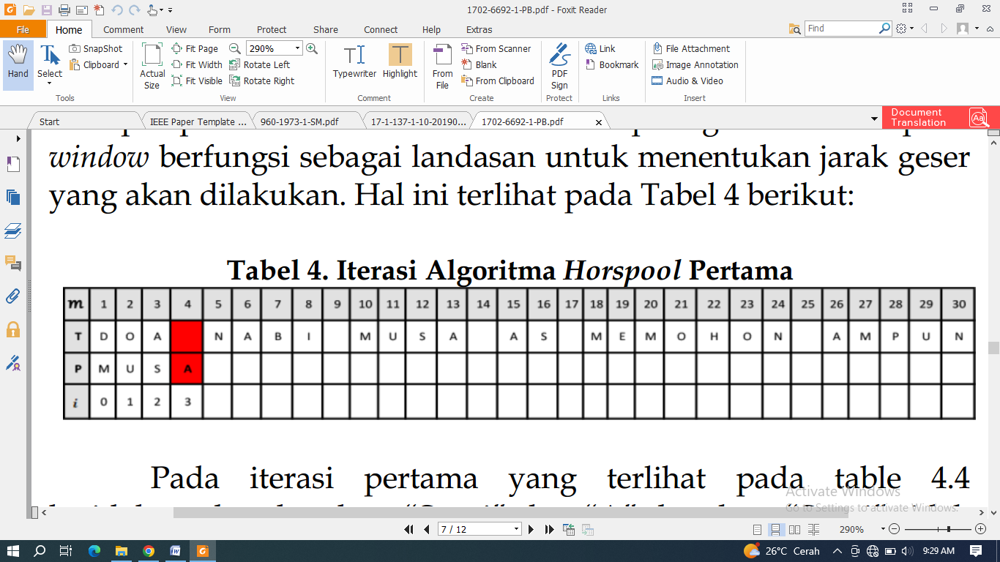 1702-6692-1-PB.pdf - Foxit Reader
File Home Comment View Form Protect Share Connect Help Extras Find
Hand
Select
SnapShot
Clipboard
Tools
Actual Size
Fit Page
Fit Width
Fit Visible
290%
Rotate Left
Rotate Right
View
Typewriter
Highlight
Comment
From File
From Scanner
Blank
From Clipboard
Create
PDF Sign
Protect
Link
Bookmark
Links
File Attachment
Image Annotation
Audio & Video
Insert
Start IEEE Paper Template ... 960-1973-1-SM.pdf 17-1-137-1-10-20190... 1702-6692-1-PB.pdf x
Document Translation
window berfungsi sebagai landasan untuk menentukan jarak geser
yang akan dilakukan. Hal ini terlihat pada Tabel 4 berikut:
Tabel 4. Iterasi Algoritma Horspool Pertama
m 1 2 3 4 5 6 7 8 9 10 11 12 13 14 15 16 17 18 19 20 21 22 23 24 25 26 27 28 29 30
T D O A N A B I M U S A A S M E M O H O N A M P U N
P M U S A
i 0 1 2 3
Pada iterasi pertama yang terlihat pada table 4.4
Activate Windows
Go to Settings to activate Windows.
7 / 12
290%
26°C Cerah
9:29 AM